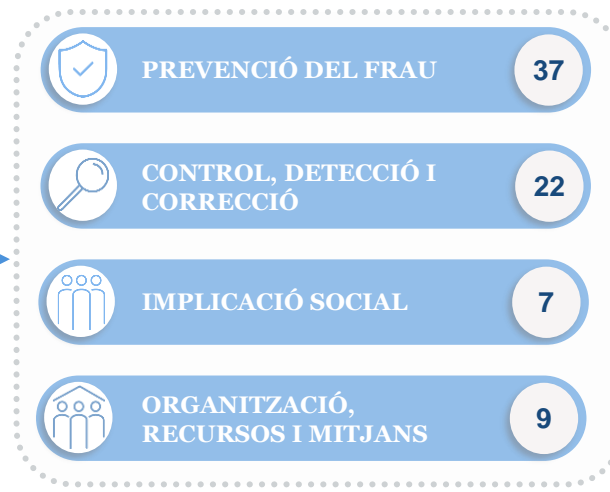 PREVENCIÓ DEL FRAU
37
CONTROL, DETECCIÓ I
CORRECCIÓ
22
IMPLICACIÓ SOCIAL
7
ORGANITZACIÓ,
RECURSOS I MITJANS
9